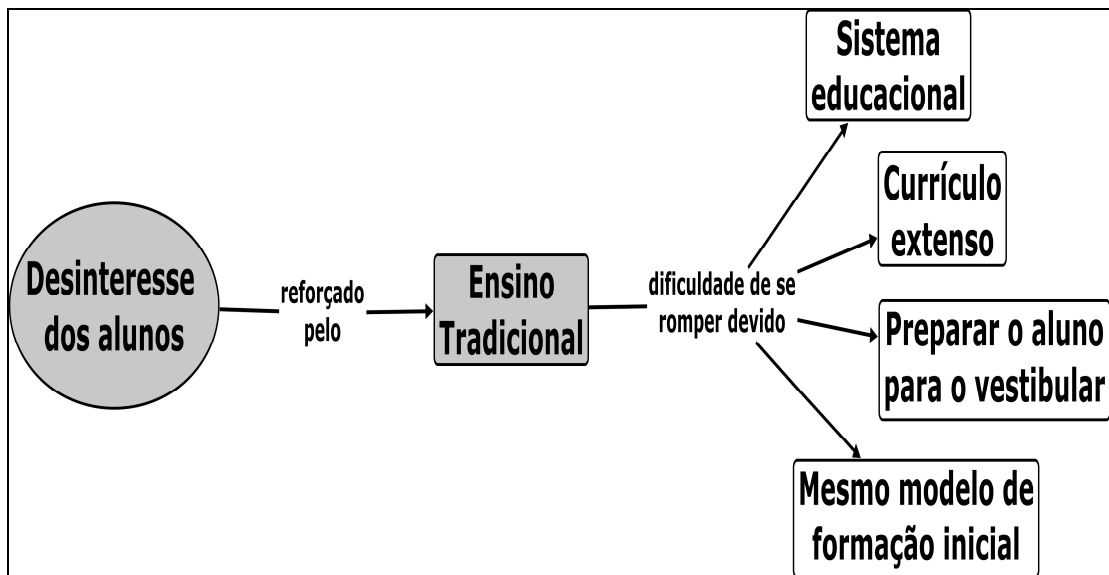 Desinteresse
dos alunos
reforçado
pelo
Ensino
Tradicional
dificuldade de se
romper devido
Sistema
educacional
Currículo
extenso
Preparar o aluno
para o vestibular
Mesmo modelo de
formação inicial